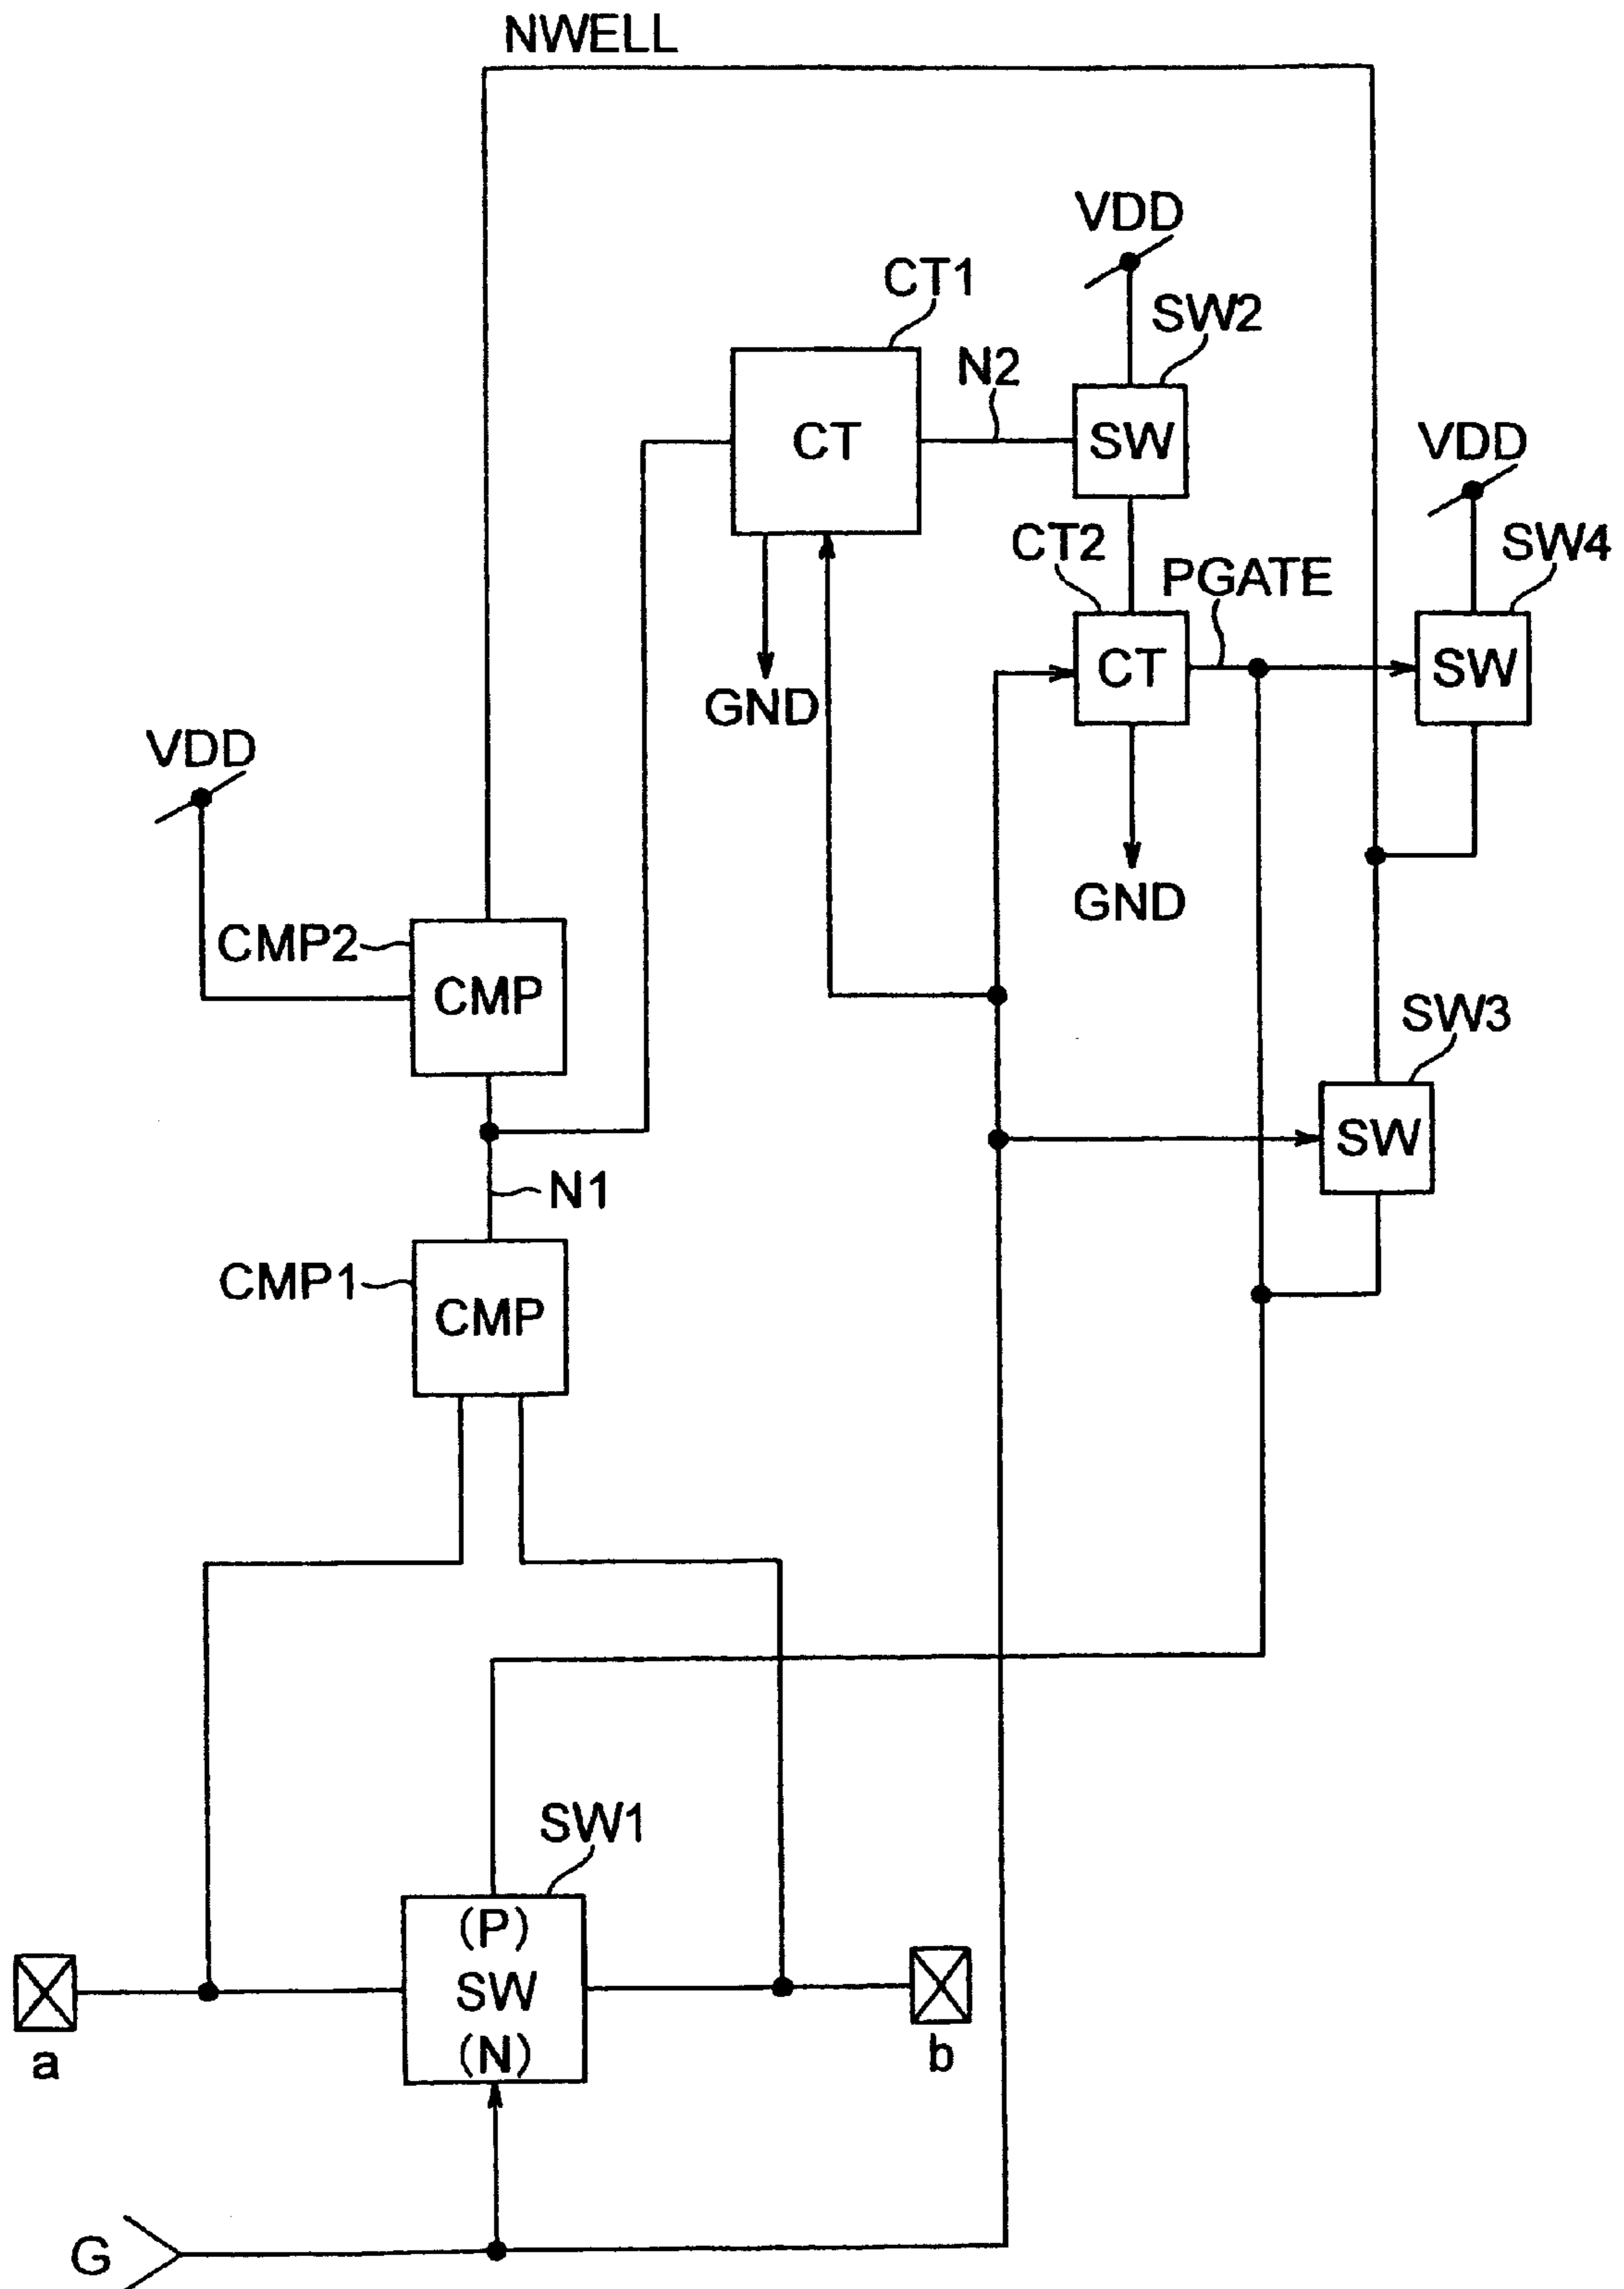 NWELL
VDD
CT1
SW2
N2
CT
SW
VDD
CT2
SW4
PGATE
CT
SW
GND
VDD
GND
CMP2
CMP
SW3
SW
N1
CMP1
CMP
SW1
(P)
SW
(N)
a
b
G